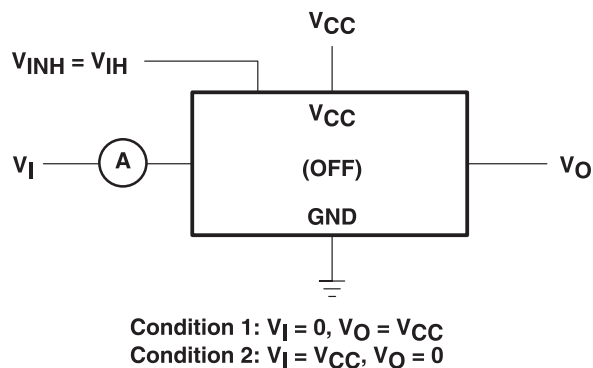 VCC
VINH = VIH
VCC
VI
A
(OFF)
VO
GND
Condition 1: VI = 0, VO = VCC
Condition 2: VI = VCC, VO = 0